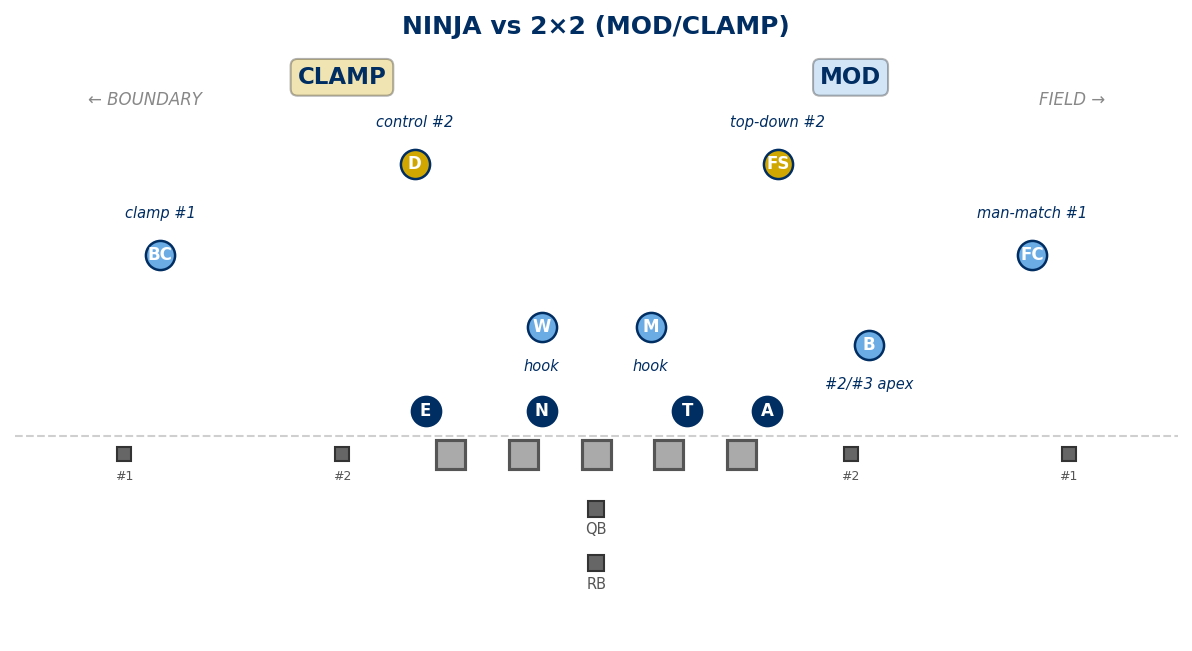 NINJA vs 2×2 (MOD/CLAMP)
CLAMP
MOD
← BOUNDARY
FIELD →
control #2
top-down #2
D
FS
clamp #1
man-match #1
BC
FC
W
M
B
hook
hook
#2/#3 apex
E
N
T
A
#1
#2
#2
#1
QB
RB